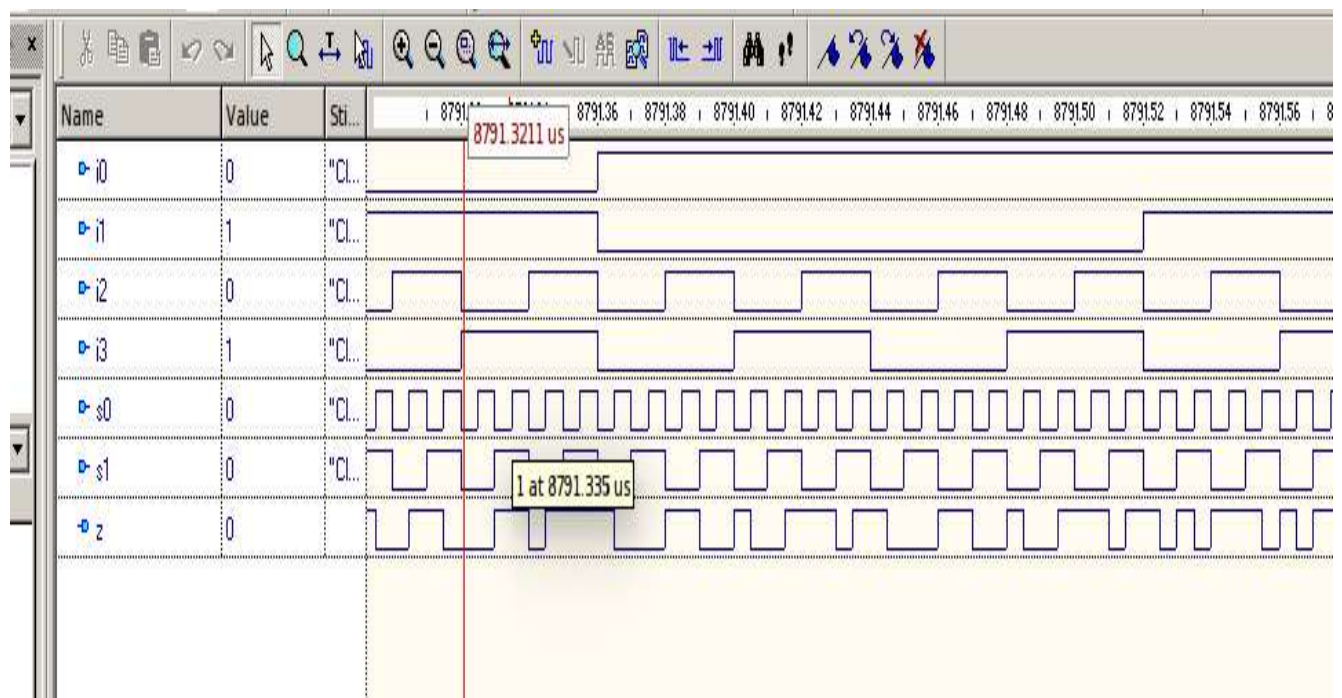 Name Value Sti... 8791.36 8791.38 8791.40 8791.42 8791.44 8791.46 8791.48 8791.50 8791.52 8791.54 8791.56
8791.3211 us
i0 0 "Cl...
i1 1 "Cl...
i2 0 "Cl...
i3 1 "Cl...
s0 0 "Cl...
s1 0 "Cl...
1 at 8791.335 us
z 0